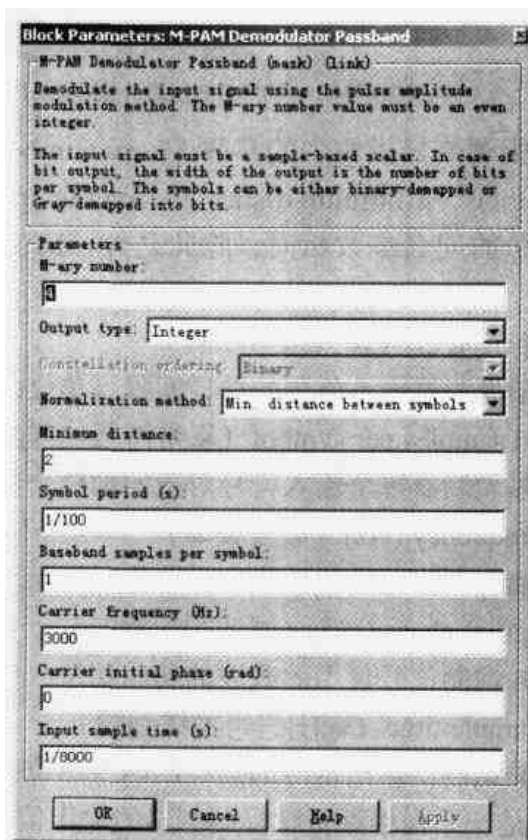 Block Parameters: M-PAM Demodulator Passband
M-PAM Demodulator Passband (mask) (link)
Demodulate the input signal using the pulse amplitude
modulation method. The M-ary number value must be an even
integer.
The input signal must be a sample-based scalar. In case of
bit output, the width of the output is the number of bits
per symbol. The symbols can be either binary-demapped or
Gray-demapped into bits.
Parameters
M-ary number:
4
Output type: Integer
Constellation ordering: Binary
Normalization method: Min. distance between symbols
Minimum distance:
2
Symbol period (s):
1/100
Baseband samples per symbol:
1
Carrier frequency (Hz):
3000
Carrier initial phase (rad):
0
Input sample time (s):
1/8000
OK Cancel Help Apply